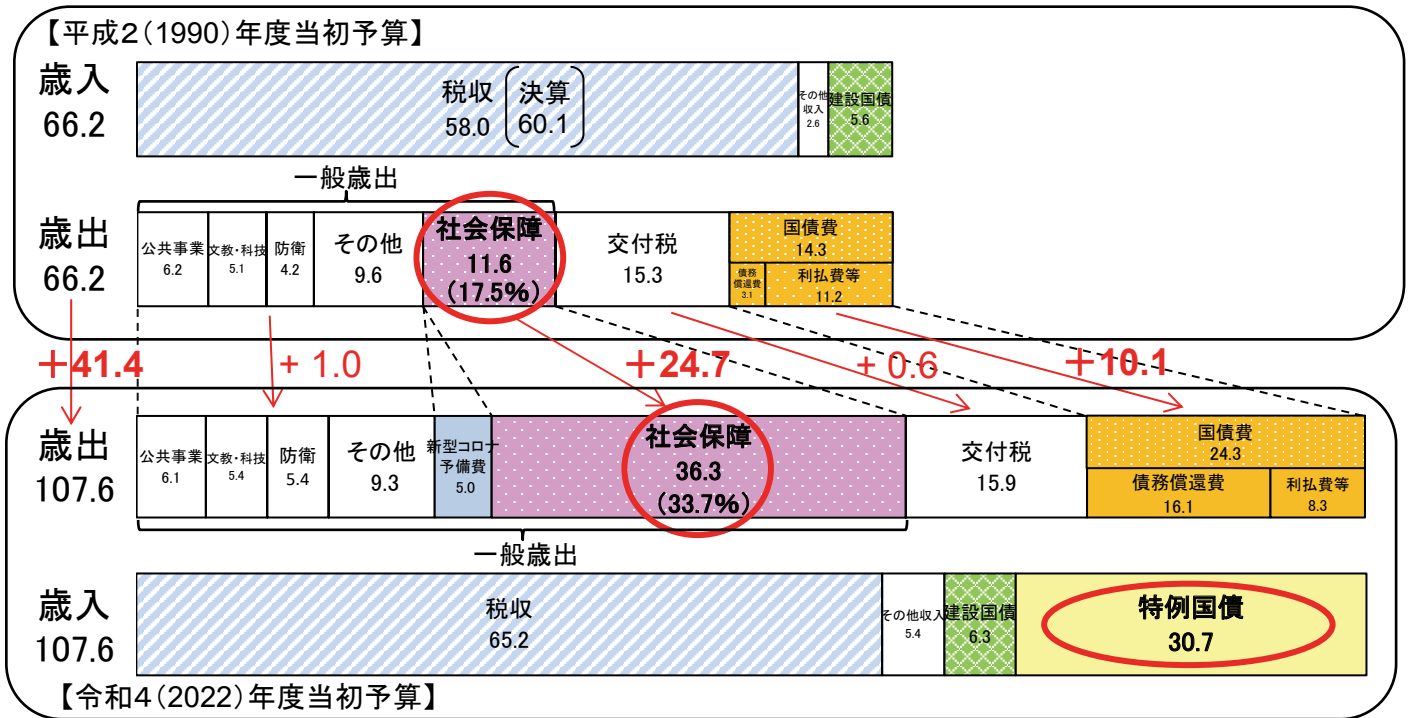 【平成2(1990)年度当初予算】
歳入
66.2
税収
58.0
決算
60.1
その他
収入
2.6
建設国債
5.6
一般歳出
歳出
66.2
公共事業
6.2
文教・科技
5.1
防衛
4.2
その他
9.6
社会保障
11.6
(17.5%)
交付税
15.3
国債費
14.3
債務
償還費
3.1
利払費等
11.2
+41.4
+ 1.0
+24.7
+ 0.6
+10.1
歳出
107.6
公共事業
6.1
文教・科技
5.4
防衛
5.4
その他
9.3
新型コロナ
予備費
5.0
社会保障
36.3
(33.7%)
交付税
15.9
国債費
24.3
債務償還費
16.1
利払費等
8.3
一般歳出
歳入
107.6
税収
65.2
その他収入
5.4
建設国債
6.3
特例国債
30.7
【令和4(2022)年度当初予算】